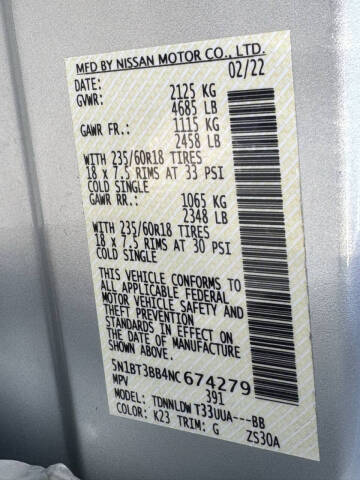 MFD BY NISSAN MOTOR CO., LTD.
DATE: 02/22
GVWR: 2125 KG
4685 LB
GAWR FR.: 1115 KG
2458 LB
WITH 235/60R18 TIRES
18 x 7.5 RIMS AT 33 PSI
COLD SINGLE
GAWR RR.: 1065 KG
2348 LB
WITH 235/60R18 TIRES
18 x 7.5 RIMS AT 30 PSI
COLD SINGLE
THIS VEHICLE CONFORMS TO
ALL APPLICABLE FEDERAL
MOTOR VEHICLE SAFETY AND
THEFT PREVENTION
STANDARDS IN EFFECT ON
THE DATE OF MANUFACTURE
SHOWN ABOVE.
5N1BT3BB4NC674279
MPV 391
MODEL: TDNNLDW T33UUA---BB
COLOR: K23 TRIM: G ZS30A